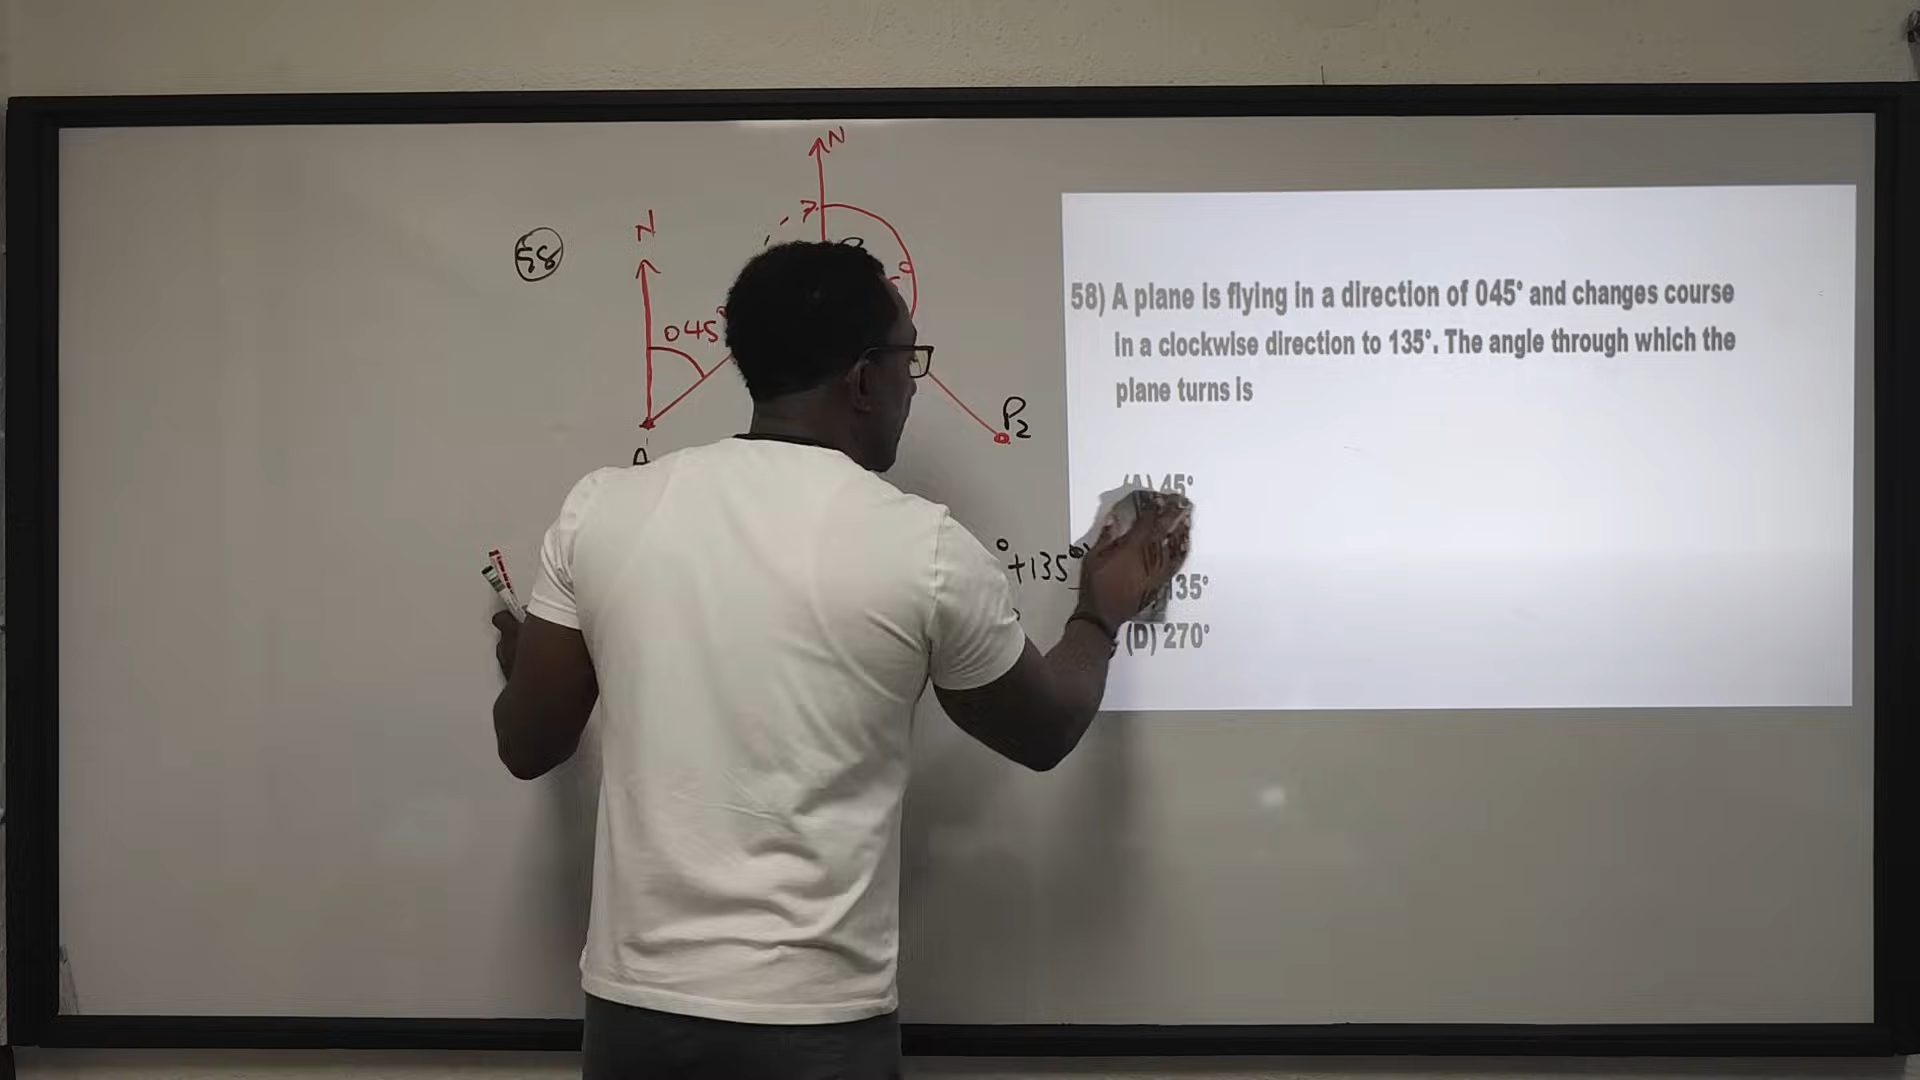 N
N
58
045°
A
P2
° +135°
58) A plane is flying in a direction of 045° and changes course
in a clockwise direction to 135°. The angle through which the
plane turns is
(A) 45°
135°
(D) 270°